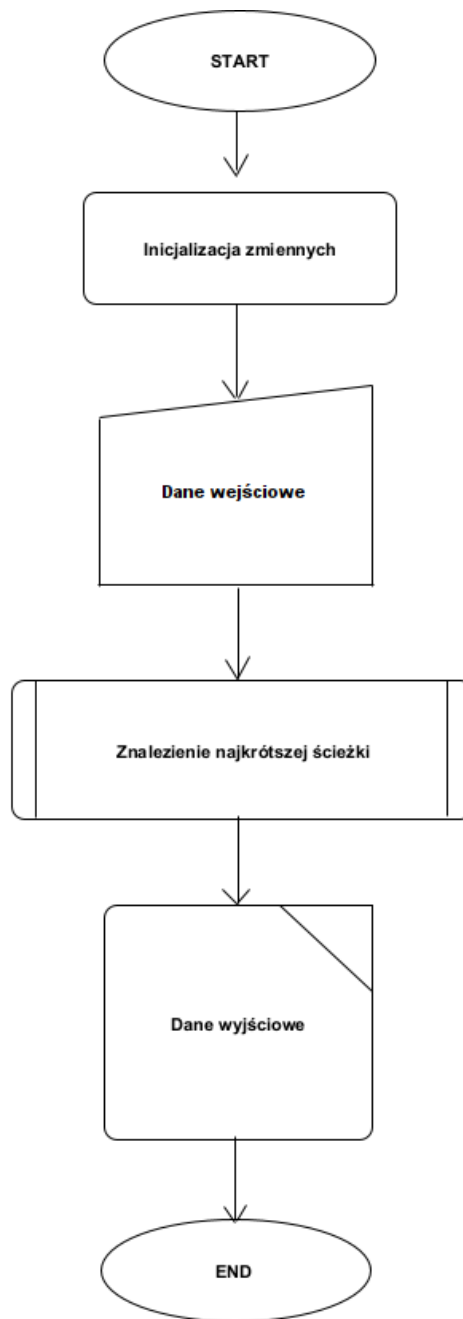 START
Inicjalizacja zmiennych
Dane wejściowe
Znalezienie najkrótszej ścieżki
Dane wyjściowe
END